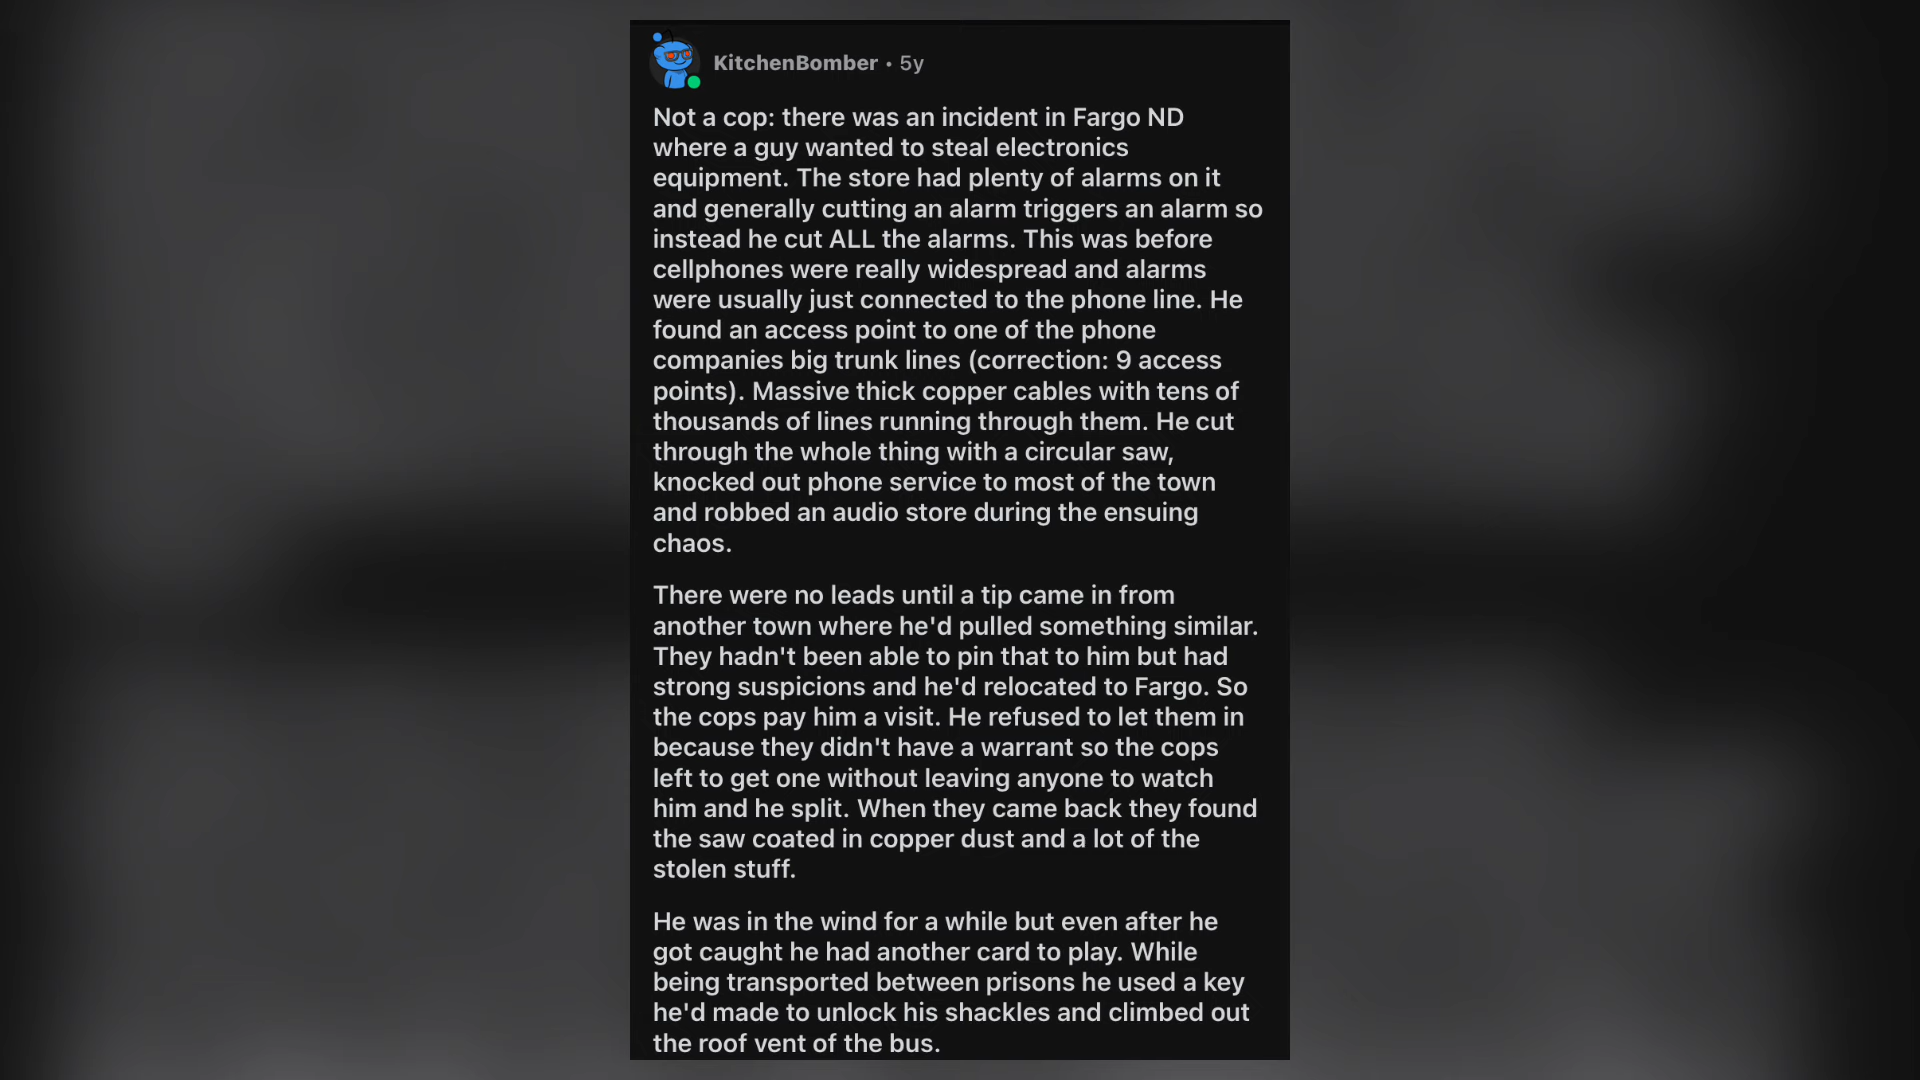 KitchenBomber • 5y
Not a cop: there was an incident in Fargo ND
where a guy wanted to steal electronics
equipment. The store had plenty of alarms on it
and generally cutting an alarm triggers an alarm so
instead he cut ALL the alarms. This was before
cellphones were really widespread and alarms
were usually just connected to the phone line. He
found an access point to one of the phone
companies big trunk lines (correction: 9 access
points). Massive thick copper cables with tens of
thousands of lines running through them. He cut
through the whole thing with a circular saw,
knocked out phone service to most of the town
and robbed an audio store during the ensuing
chaos.
There were no leads until a tip came in from
another town where he'd pulled something similar.
They hadn't been able to pin that to him but had
strong suspicions and he'd relocated to Fargo. So
the cops pay him a visit. He refused to let them in
because they didn't have a warrant so the cops
left to get one without leaving anyone to watch
him and he split. When they came back they found
the saw coated in copper dust and a lot of the
stolen stuff.
He was in the wind for a while but even after he
got caught he had another card to play. While
being transported between prisons he used a key
he'd made to unlock his shackles and climbed out
the roof vent of the bus.